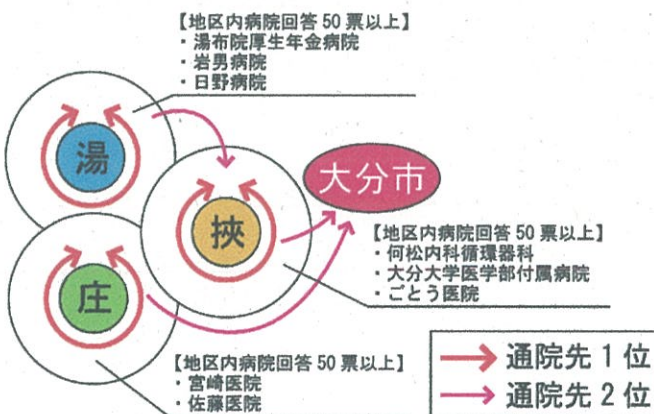 【地区内病院回答 50 票以上】
・湯布院厚生年金病院
・岩男病院
・日野病院
湯
大分市
挾
【地区内病院回答 50 票以上】
・何松内科循環器科
・大分大学医学部付属病院
・ごとう医院
庄
【地区内病院回答 50 票以上】
・宮崎医院
・佐藤医院
通院先 1 位
通院先 2 位